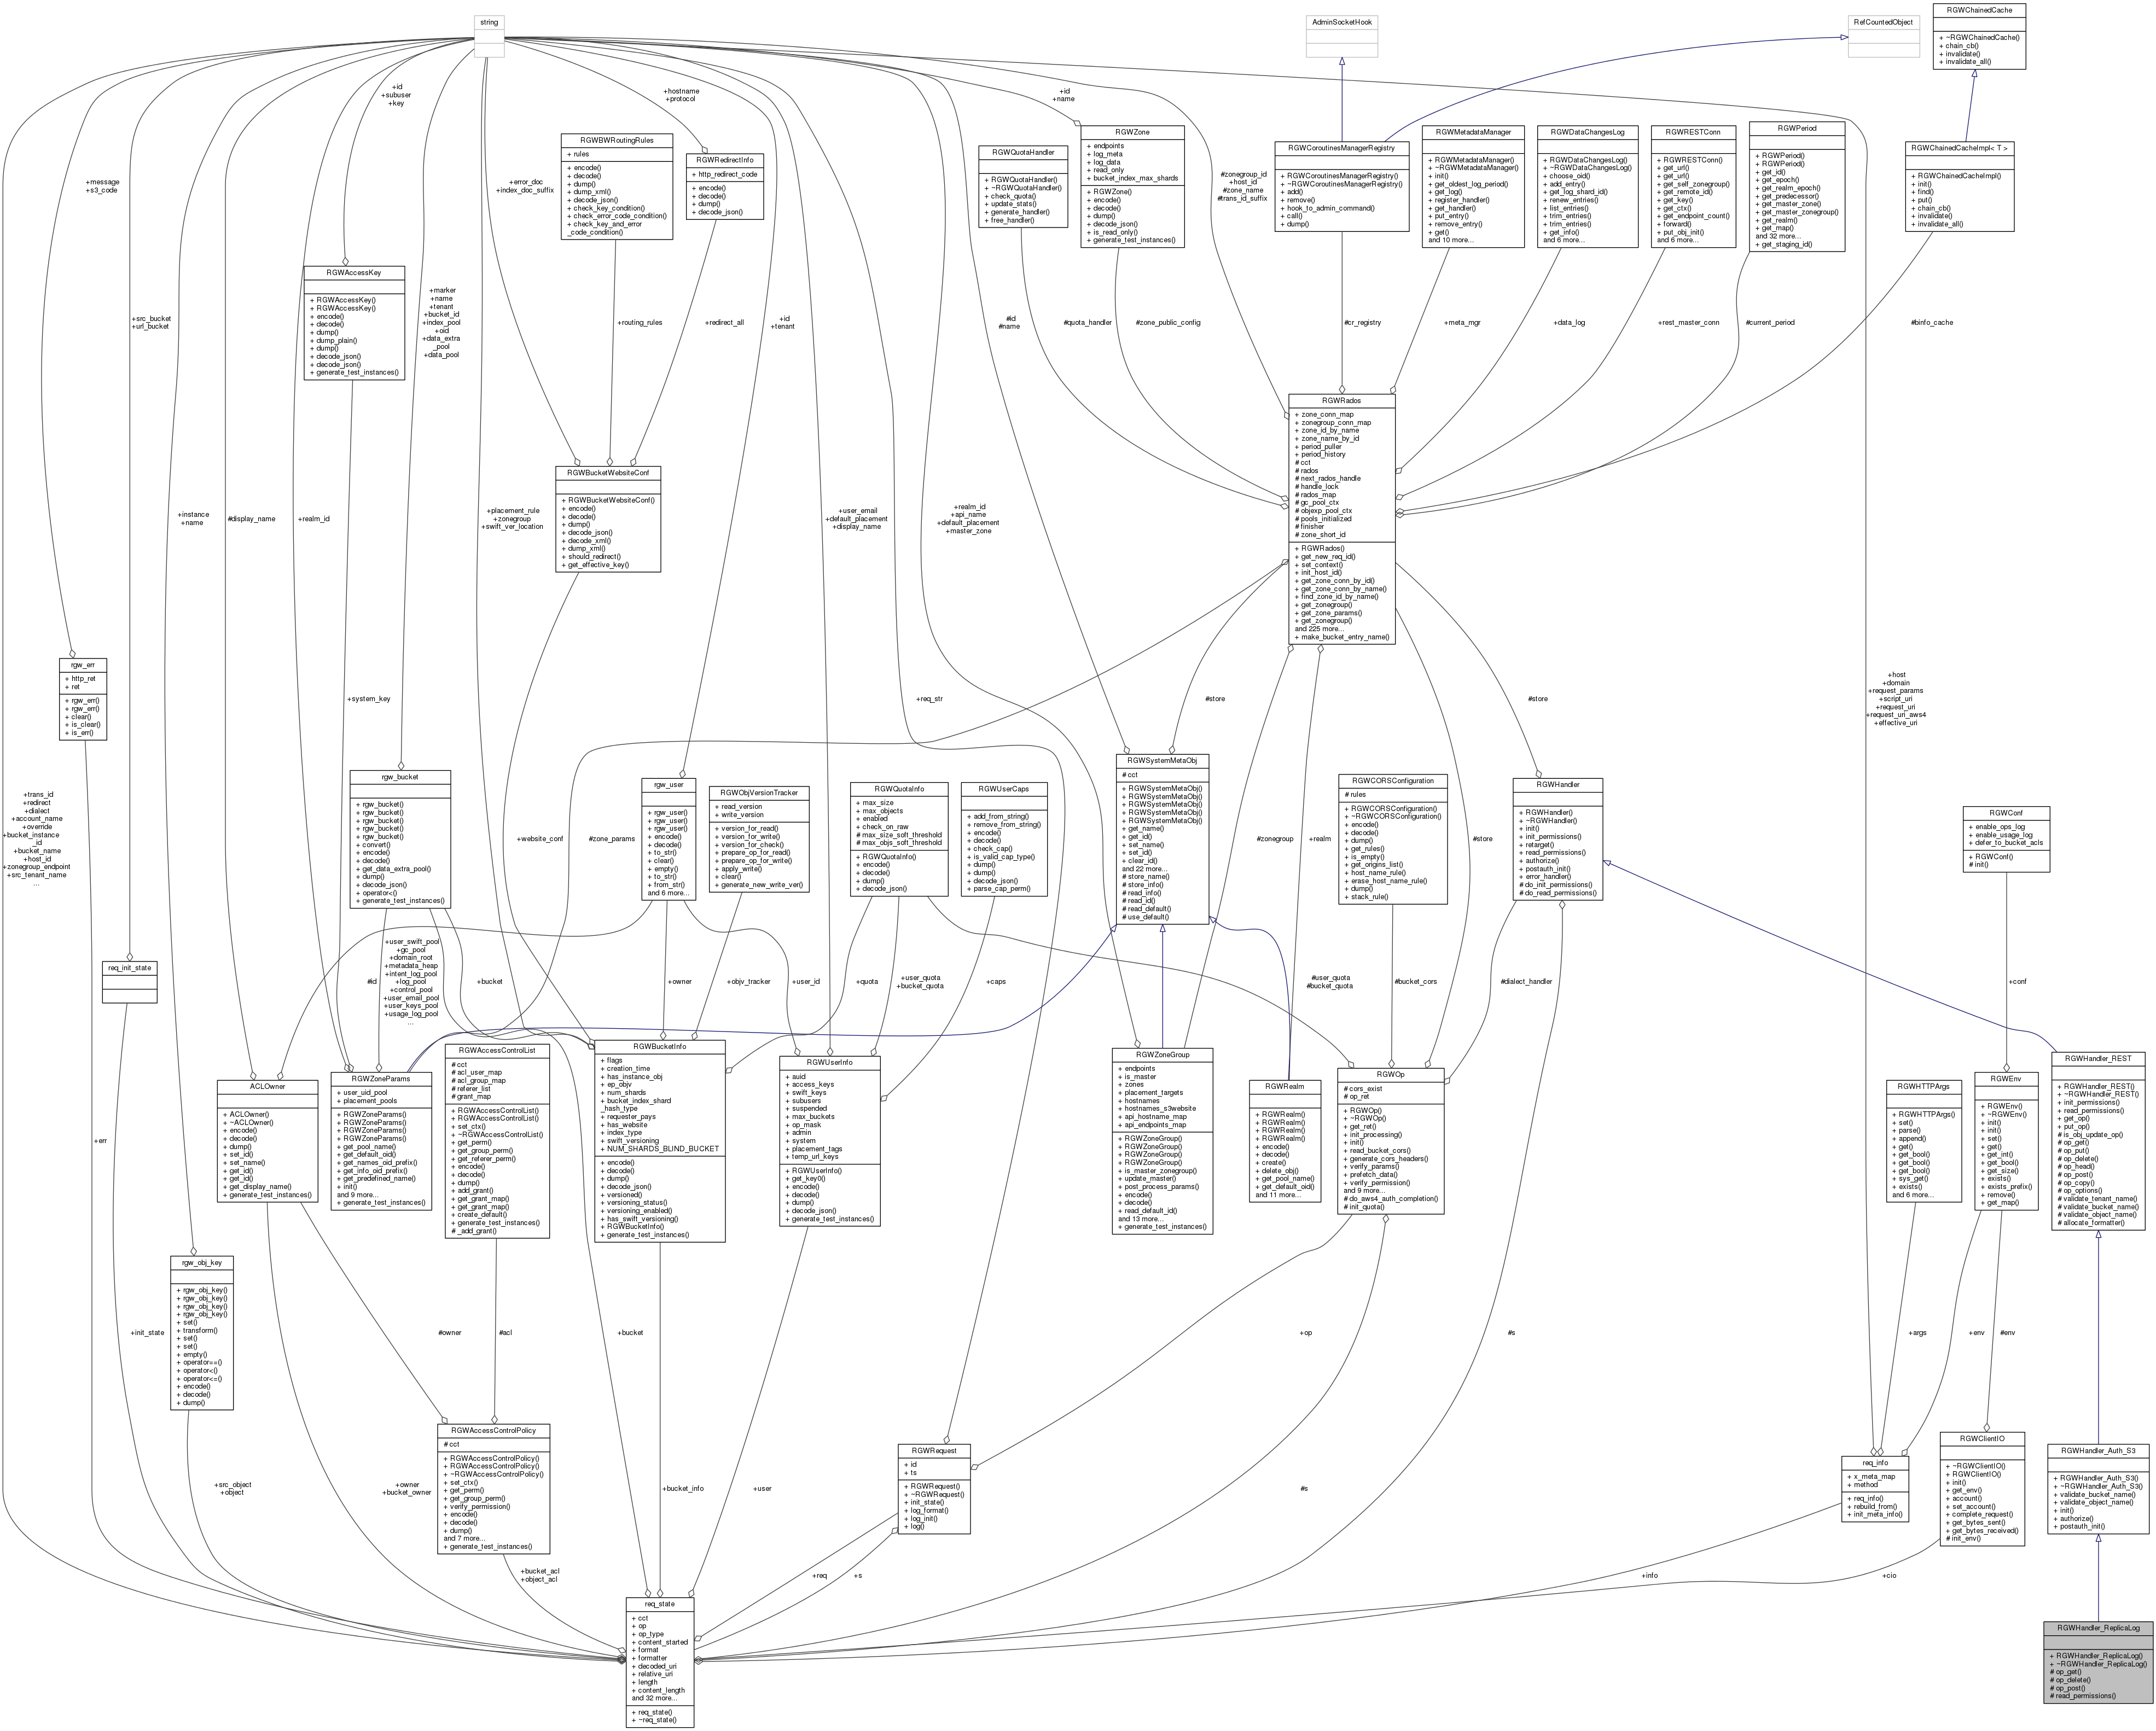 string
AdminSocketHook
RefCountedObject
RGWChainedCache
+ ~RGWChainedCache()
+ chain_cb()
+ invalidate()
+ invalidate_all()
+id
+subuser
+key
+hostname
+protocol
+id
+name
RGWBWRoutingRules
+ rules
+ encode()
+ decode()
+ dump()
+ dump_xml()
+ decode_json()
+ check_key_condition()
+ check_error_code_condition()
+ check_key_and_error
_code_condition()
RGWRedirectInfo
+ http_redirect_code
+ encode()
+ decode()
+ dump()
+ decode_json()
RGWQuotaHandler
+ RGWQuotaHandler()
+ ~RGWQuotaHandler()
+ check_quota()
+ update_stats()
+ generate_handler()
+ free_handler()
RGWZone
+ endpoints
+ log_meta
+ log_data
+ read_only
+ bucket_index_max_shards
+ RGWZone()
+ encode()
+ decode()
+ dump()
+ decode_json()
+ is_read_only()
+ generate_test_instances()
#zonegroup_id
+host_id
#zone_name
#trans_id_suffix
RGWCoroutinesManagerRegistry
+ RGWCoroutinesManagerRegistry()
+ ~RGWCoroutinesManagerRegistry()
+ add()
+ remove()
+ hook_to_admin_command()
+ call()
+ dump()
RGWMetadataManager
+ RGWMetadataManager()
+ ~RGWMetadataManager()
+ init()
+ get_oldest_log_period()
+ get_log()
+ register_handler()
+ get_handler()
+ put_entry()
+ remove_entry()
+ get()
and 10 more...
RGWDataChangesLog
+ RGWDataChangesLog()
+ ~RGWDataChangesLog()
+ choose_oid()
+ add_entry()
+ get_log_shard_id()
+ renew_entries()
+ list_entries()
+ trim_entries()
+ trim_entries()
+ get_info()
and 6 more...
RGWRESTConn
+ RGWRESTConn()
+ get_url()
+ get_url()
+ get_self_zonegroup()
+ get_remote_id()
+ get_key()
+ get_ctx()
+ get_endpoint_count()
+ forward()
+ put_obj_init()
and 6 more...
RGWPeriod
+ RGWPeriod()
+ RGWPeriod()
+ get_id()
+ get_epoch()
+ get_realm_epoch()
+ get_predecessor()
+ get_master_zone()
+ get_master_zonegroup()
+ get_realm()
+ get_map()
and 32 more...
+ get_staging_id()
RGWChainedCacheImpl< T >
+ RGWChainedCacheImpl()
+ init()
+ find()
+ put()
+ chain_cb()
+ invalidate()
+ invalidate_all()
+message
+s3_code
+error_doc
+index_doc_suffix
RGWAccessKey
+ RGWAccessKey()
+ RGWAccessKey()
+ encode()
+ decode()
+ dump()
+ dump_plain()
+ dump()
+ decode_json()
+ decode_json()
+ generate_test_instances()
+marker
+name
+tenant
+bucket_id
+index_pool
+oid
+data_extra
_pool
+data_pool
+src_bucket
+url_bucket
+routing_rules
+redirect_all
+id
+tenant
#id
#name
#quota_handler
#zone_public_config
#cr_registry
+meta_mgr
+data_log
+rest_master_conn
#current_period
#binfo_cache
RGWRados
+ zone_conn_map
+ zonegroup_conn_map
+ zone_id_by_name
+ zone_name_by_id
+ period_puller
+ period_history
# cct
# rados
# next_rados_handle
# handle_lock
# rados_map
# gc_pool_ctx
# objexp_pool_ctx
# pools_initialized
# finisher
# zone_short_id
+ RGWRados()
+ get_new_req_id()
+ set_context()
+ init_host_id()
+ get_zone_conn_by_id()
+ get_zone_conn_by_name()
+ find_zone_id_by_name()
+ get_zonegroup()
+ get_zone_params()
+ get_zonegroup()
and 225 more...
+ make_bucket_entry_name()
RGWBucketWebsiteConf
+ RGWBucketWebsiteConf()
+ encode()
+ decode()
+ dump()
+ decode_json()
+ decode_xml()
+ dump_xml()
+ should_redirect()
+ get_effective_key()
+instance
+name
#display_name
+realm_id
+placement_rule
+zonegroup
+swift_ver_location
+user_email
+default_placement
+display_name
+realm_id
+api_name
+default_placement
+master_zone
rgw_err
+ http_ret
+ ret
+ rgw_err()
+ rgw_err()
+ clear()
+ is_clear()
+ is_err()
+system_key
+req_str
#store
#store
+host
+domain
+request_params
+script_uri
+request_uri
+request_uri_aws4
+effective_uri
+trans_id
+redirect
+dialect
+account_name
+override
+bucket_instance
_id
+bucket_name
+host_id
+zonegroup_endpoint
+src_tenant_name
...
rgw_bucket
+ rgw_bucket()
+ rgw_bucket()
+ rgw_bucket()
+ rgw_bucket()
+ rgw_bucket()
+ convert()
+ encode()
+ decode()
+ get_data_extra_pool()
+ dump()
+ decode_json()
+ operator<()
+ generate_test_instances()
+website_conf
#zone_params
rgw_user
+ rgw_user()
+ rgw_user()
+ rgw_user()
+ encode()
+ decode()
+ to_str()
+ clear()
+ empty()
+ to_str()
+ from_str()
and 6 more...
RGWObjVersionTracker
+ read_version
+ write_version
+ version_for_read()
+ version_for_write()
+ version_for_check()
+ prepare_op_for_read()
+ prepare_op_for_write()
+ apply_write()
+ clear()
+ generate_new_write_ver()
RGWQuotaInfo
+ max_size
+ max_objects
+ enabled
+ check_on_raw
# max_size_soft_threshold
# max_objs_soft_threshold
+ RGWQuotaInfo()
+ encode()
+ decode()
+ dump()
+ decode_json()
RGWUserCaps
+ add_from_string()
+ remove_from_string()
+ encode()
+ decode()
+ check_cap()
+ is_valid_cap_type()
+ dump()
+ dump()
+ decode_json()
+ parse_cap_perm()
RGWSystemMetaObj
# cct
+ RGWSystemMetaObj()
+ RGWSystemMetaObj()
+ RGWSystemMetaObj()
+ RGWSystemMetaObj()
+ RGWSystemMetaObj()
+ get_name()
+ get_id()
+ set_name()
+ set_id()
+ clear_id()
and 22 more...
# store_name()
# store_info()
# read_info()
# read_id()
# read_default()
# use_default()
#zonegroup
+realm
RGWCORSConfiguration
# rules
+ RGWCORSConfiguration()
+ ~RGWCORSConfiguration()
+ encode()
+ decode()
+ dump()
+ get_rules()
+ is_empty()
+ get_origins_list()
+ host_name_rule()
+ erase_host_name_rule()
+ dump()
+ stack_rule()
#store
RGWHandler
+ RGWHandler()
+ ~RGWHandler()
+ init()
+ init_permissions()
+ retarget()
+ read_permissions()
+ authorize()
+ postauth_init()
+ error_handler()
# do_init_permissions()
# do_read_permissions()
RGWConf
+ enable_ops_log
+ enable_usage_log
+ defer_to_bucket_acls
+ RGWConf()
# init()
req_init_state
#id
+user_swift_pool
+gc_pool
+domain_root
+metadata_heap
+intent_log_pool
+log_pool
+control_pool
+user_email_pool
+user_keys_pool
+usage_log_pool
...
+bucket
+owner
+objv_tracker
+user_id
+quota
+user_quota
+bucket_quota
+caps
#user_quota
#bucket_quota
#bucket_cors
#dialect_handler
+conf
ACLOwner
+ ACLOwner()
+ ~ACLOwner()
+ encode()
+ decode()
+ dump()
+ set_id()
+ set_name()
+ get_id()
+ get_id()
+ get_display_name()
+ generate_test_instances()
RGWZoneParams
+ user_uid_pool
+ placement_pools
+ RGWZoneParams()
+ RGWZoneParams()
+ RGWZoneParams()
+ RGWZoneParams()
+ get_pool_name()
+ get_default_oid()
+ get_names_oid_prefix()
+ get_info_oid_prefix()
+ get_predefined_name()
+ init()
and 9 more...
+ generate_test_instances()
RGWAccessControlList
# cct
# acl_user_map
# acl_group_map
# referer_list
# grant_map
+ RGWAccessControlList()
+ RGWAccessControlList()
+ set_ctx()
+ ~RGWAccessControlList()
+ get_perm()
+ get_group_perm()
+ get_referer_perm()
+ encode()
+ decode()
+ dump()
+ add_grant()
+ get_grant_map()
+ get_grant_map()
+ create_default()
+ generate_test_instances()
# _add_grant()
RGWBucketInfo
+ flags
+ creation_time
+ has_instance_obj
+ ep_objv
+ num_shards
+ bucket_index_shard
_hash_type
+ requester_pays
+ has_website
+ index_type
+ swift_versioning
+ NUM_SHARDS_BLIND_BUCKET
+ encode()
+ decode()
+ dump()
+ decode_json()
+ versioned()
+ versioning_status()
+ versioning_enabled()
+ has_swift_versioning()
+ RGWBucketInfo()
+ generate_test_instances()
RGWUserInfo
+ auid
+ access_keys
+ swift_keys
+ subusers
+ suspended
+ max_buckets
+ op_mask
+ admin
+ system
+ placement_tags
+ temp_url_keys
+ RGWUserInfo()
+ get_key0()
+ encode()
+ decode()
+ dump()
+ decode_json()
+ generate_test_instances()
RGWZoneGroup
+ endpoints
+ is_master
+ zones
+ placement_targets
+ hostnames
+ hostnames_s3website
+ api_hostname_map
+ api_endpoints_map
+ RGWZoneGroup()
+ RGWZoneGroup()
+ RGWZoneGroup()
+ RGWZoneGroup()
+ is_master_zonegroup()
+ update_master()
+ post_process_params()
+ encode()
+ decode()
+ read_default_id()
and 13 more...
+ generate_test_instances()
RGWRealm
+ RGWRealm()
+ RGWRealm()
+ RGWRealm()
+ RGWRealm()
+ encode()
+ decode()
+ create()
+ delete_obj()
+ get_pool_name()
+ get_default_oid()
and 11 more...
RGWOp
# cors_exist
# op_ret
+ RGWOp()
+ ~RGWOp()
+ get_ret()
+ init_processing()
+ init()
+ read_bucket_cors()
+ generate_cors_headers()
+ verify_params()
+ prefetch_data()
+ verify_permission()
and 9 more...
# do_aws4_auth_completion()
# init_quota()
RGWHTTPArgs
+ RGWHTTPArgs()
+ set()
+ parse()
+ append()
+ get()
+ get_bool()
+ get_bool()
+ get_bool()
+ sys_get()
+ exists()
and 6 more...
RGWEnv
+ RGWEnv()
+ ~RGWEnv()
+ init()
+ init()
+ set()
+ get()
+ get_int()
+ get_bool()
+ get_size()
+ exists()
+ exists_prefix()
+ remove()
+ get_map()
RGWHandler_REST
+ RGWHandler_REST()
+ ~RGWHandler_REST()
+ init_permissions()
+ read_permissions()
+ get_op()
+ put_op()
# is_obj_update_op()
# op_get()
# op_put()
# op_delete()
# op_head()
# op_post()
# op_copy()
# op_options()
# validate_tenant_name()
# validate_bucket_name()
# validate_object_name()
# allocate_formatter()
+err
rgw_obj_key
+ rgw_obj_key()
+ rgw_obj_key()
+ rgw_obj_key()
+ rgw_obj_key()
+ set()
+ transform()
+ set()
+ set()
+ empty()
+ operator==()
+ operator<()
+ operator<=()
+ encode()
+ decode()
+ dump()
+init_state
#owner
#acl
+bucket
+op
#s
+args
+env
#env
RGWAccessControlPolicy
# cct
+ RGWAccessControlPolicy()
+ RGWAccessControlPolicy()
+ ~RGWAccessControlPolicy()
+ set_ctx()
+ get_perm()
+ get_group_perm()
+ verify_permission()
+ encode()
+ decode()
+ dump()
and 7 more...
+ generate_test_instances()
RGWRequest
+ id
+ ts
+ RGWRequest()
+ ~RGWRequest()
+ init_state()
+ log_format()
+ log_init()
+ log()
req_info
+ x_meta_map
+ method
+ req_info()
+ rebuild_from()
+ init_meta_info()
RGWClientIO
+ ~RGWClientIO()
+ RGWClientIO()
+ init()
+ get_env()
+ account()
+ set_account()
+ complete_request()
+ get_bytes_sent()
+ get_bytes_received()
# init_env()
RGWHandler_Auth_S3
+ RGWHandler_Auth_S3()
+ ~RGWHandler_Auth_S3()
+ validate_bucket_name()
+ validate_object_name()
+ init()
+ authorize()
+ postauth_init()
+src_object
+object
+owner
+bucket_owner
+bucket_info
+user
#s
+bucket_acl
+object_acl
+req
+s
+info
+cio
req_state
+ cct
+ op
+ op_type
+ content_started
+ format
+ formatter
+ decoded_uri
+ relative_uri
+ length
+ content_length
and 32 more...
+ req_state()
+ ~req_state()
RGWHandler_ReplicaLog
+ RGWHandler_ReplicaLog()
+ ~RGWHandler_ReplicaLog()
# op_get()
# op_delete()
# op_post()
# read_permissions()